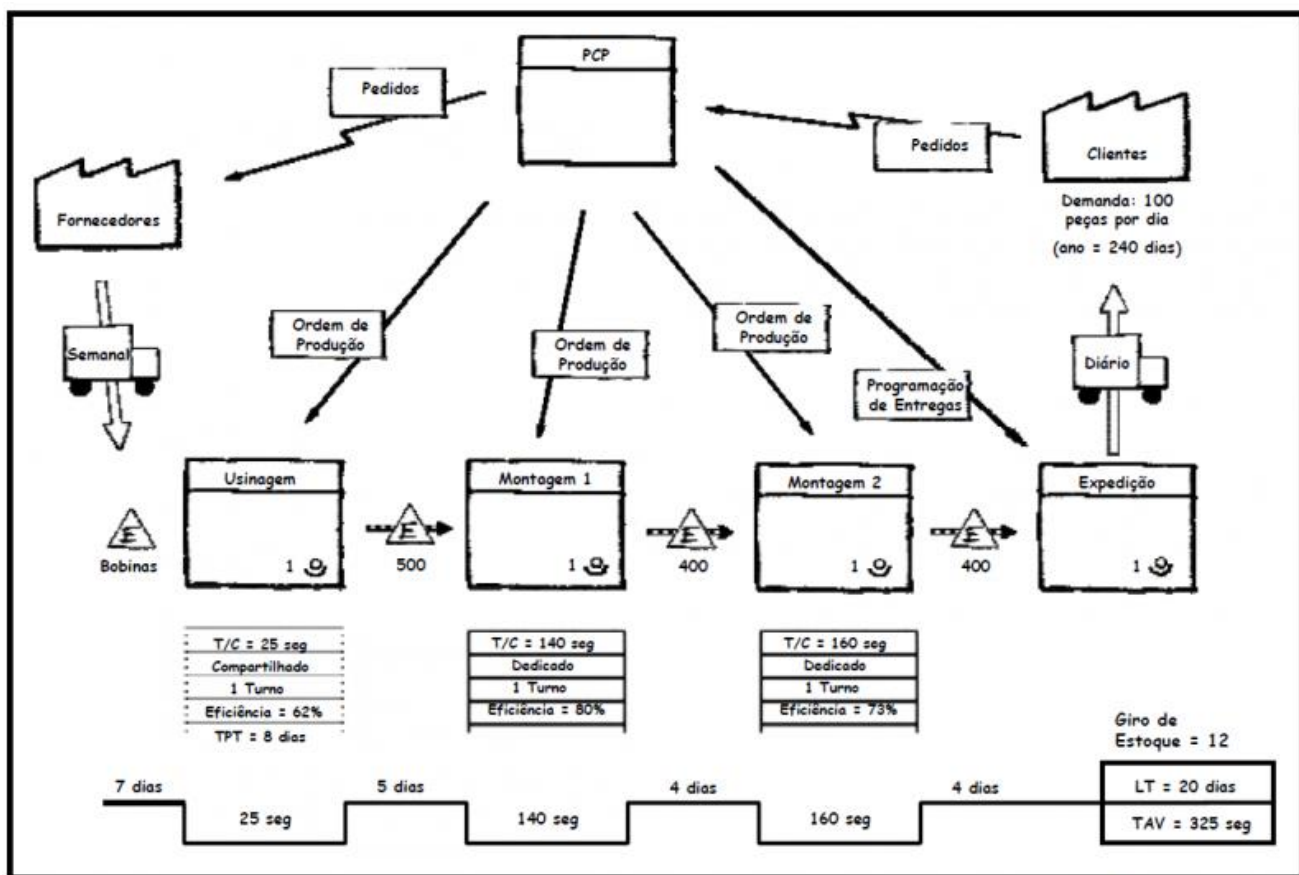 PCP
Pedidos
Pedidos
Clientes
Demanda: 100
peças por dia
(ano = 240 dias)
Fornecedores
Semanal
Ordem de
Produção
Ordem de
Produção
Ordem de
Produção
Programação
de Entregas
Diário
Usinagem
1
Montagem 1
1
Montagem 2
1
Expedição
1
E
Bobinas
E
500
E
400
E
400
T/C = 25 seg
Compartilhado
1 Turno
Eficiência = 62%
TPT = 8 dias
T/C = 140 seg
Dedicado
1 Turno
Eficiência = 80%
T/C = 160 seg
Dedicado
1 Turno
Eficiência = 73%
Giro de
Estoque = 12
7 dias
25 seg
5 dias
140 seg
4 dias
160 seg
4 dias
LT = 20 dias
TAV = 325 seg